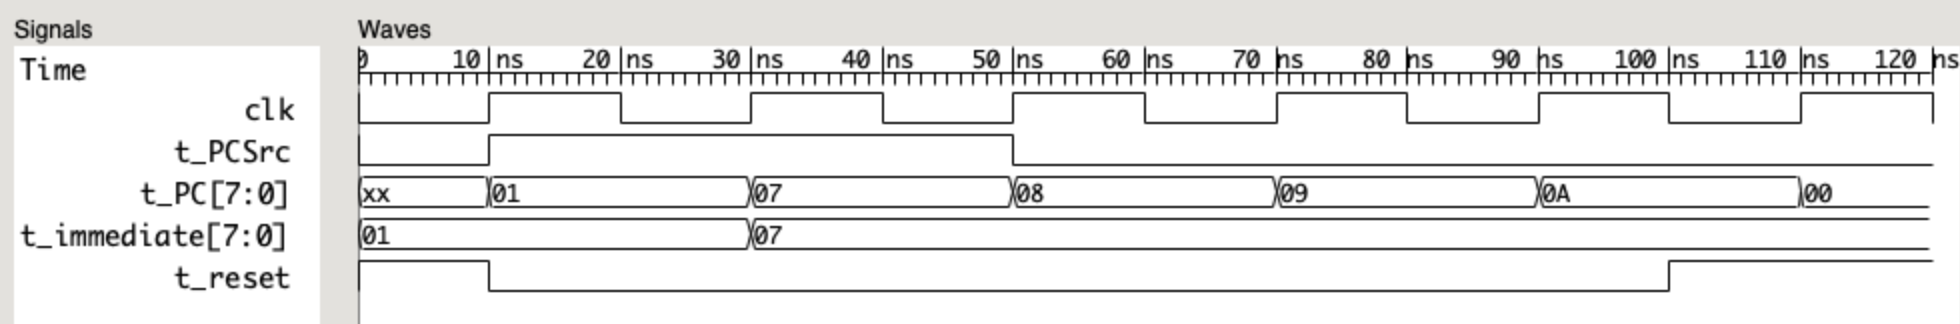 Signals Waves
Time 0 10 ns 20 ns 30 ns 40 ns 50 ns 60 ns 70 ns 80 ns 90 ns 100 ns 110 ns 120 ns
clk
t_PCSrc
t_PC[7:0] xx 01 07 08 09 0A 00
t_immediate[7:0] 01 07
t_reset